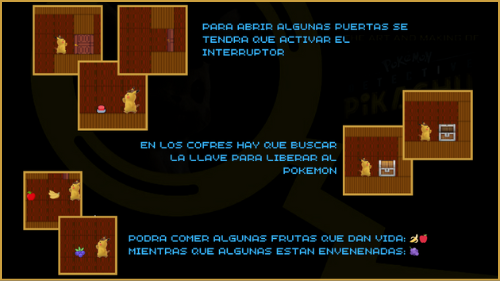 PARA ABRIR ALGUNAS PUERTAS SE
TENDRA QUE ACTIVAR EL
INTERRUPTOR
EN LOS COFRES HAY QUE BUSCAR
LA LLAVE PARA LIBERAR AL
POKEMON
PODRA COMER ALGUNAS FRUTAS QUE DAN VIDA:
MIENTRAS QUE ALGUNAS ESTAN ENVENENADAS: